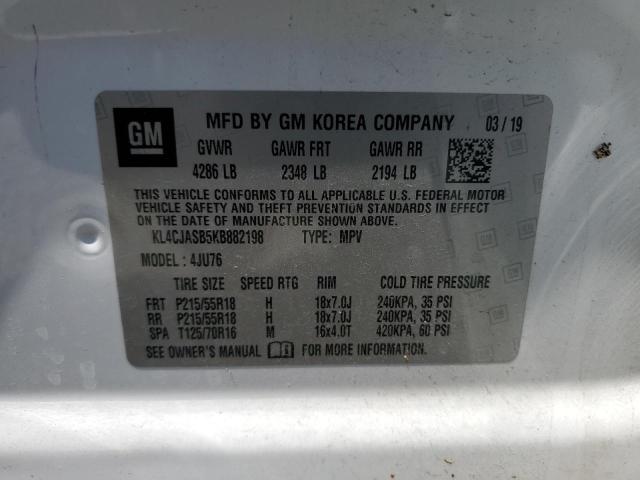 GM MFD BY GM KOREA COMPANY 03 / 19
GVWR GAWR FRT GAWR RR
4286 LB 2348 LB 2194 LB
THIS VEHICLE CONFORMS TO ALL APPLICABLE U.S. FEDERAL MOTOR
VEHICLE SAFETY AND THEFT PREVENTION STANDARDS IN EFFECT
ON THE DATE OF MANUFACTURE SHOWN ABOVE.
KL4CJASB5KB882198 TYPE: MPV
MODEL : 4JU76
TIRE SIZE SPEED RTG RIM COLD TIRE PRESSURE
FRT P215/55R18 H 18x7.0J 240KPA, 35 PSI
RR P215/55R18 H 18x7.0J 240KPA, 35 PSI
SPA T125/70R16 M 16x4.0T 420KPA, 60 PSI
SEE OWNER'S MANUAL FOR MORE INFORMATION.